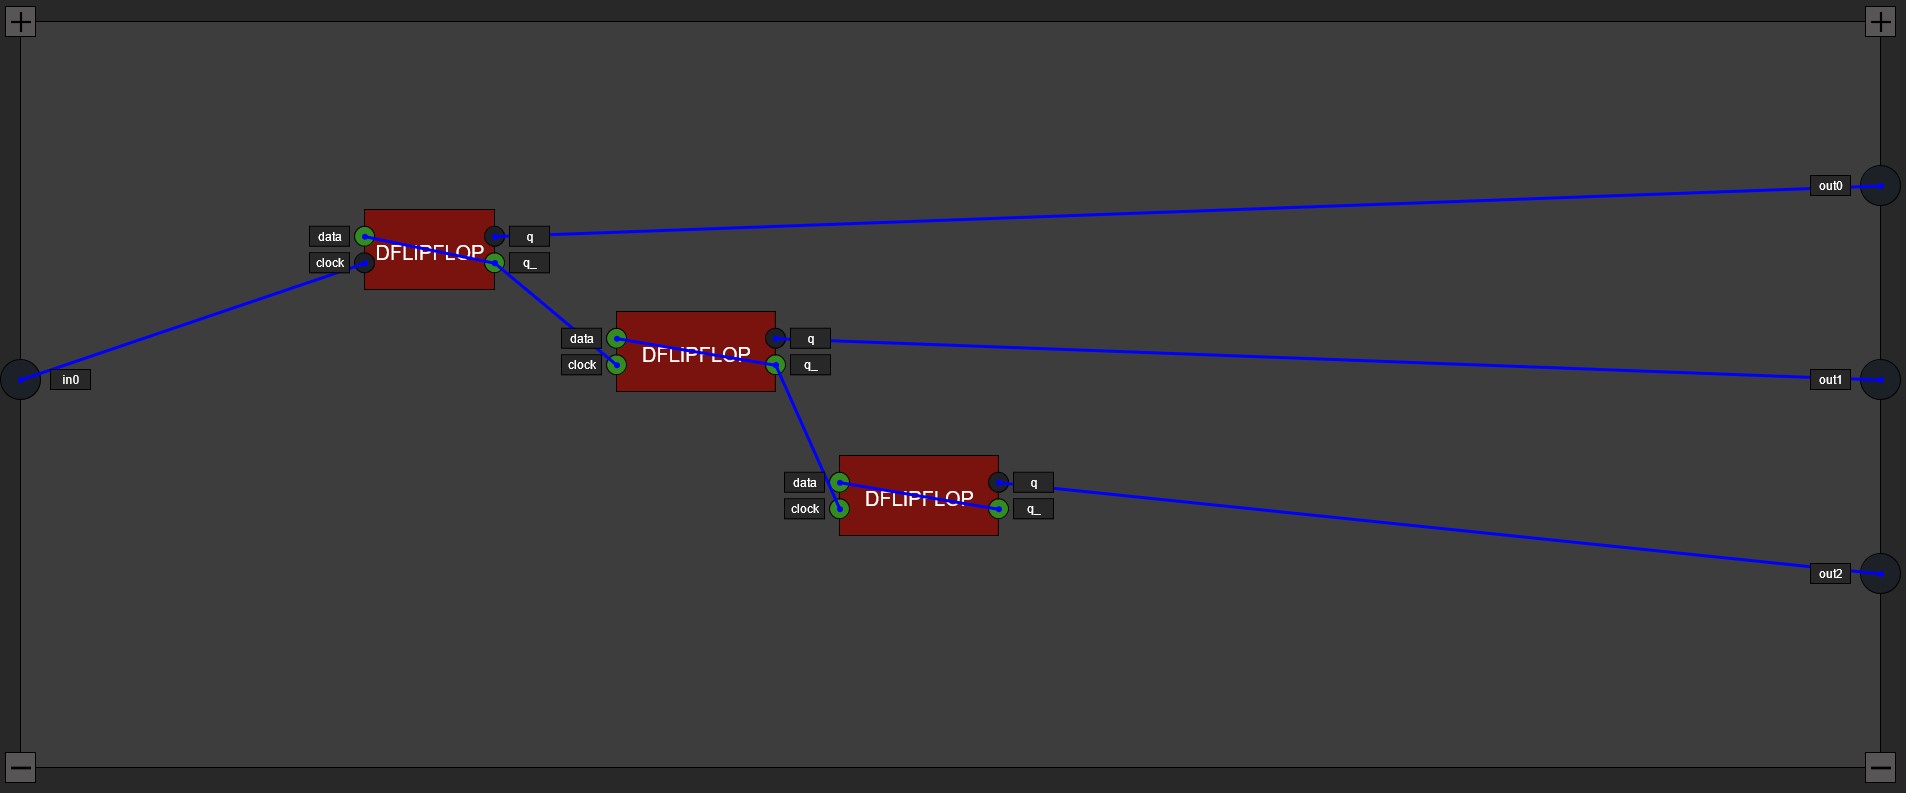 out0
data
q
DFLIPFLOP
clock
q_
data
q
DFLIPFLOP
clock
q_
in0
out1
data
q
DFLIPFLOP
clock
q_
out2